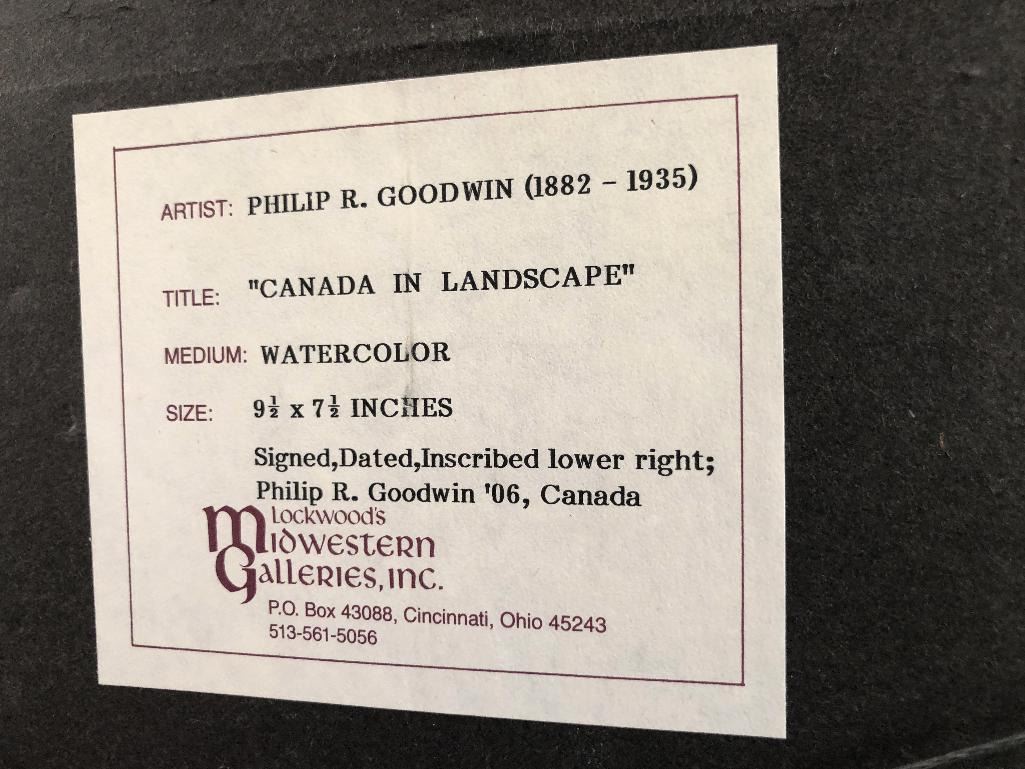 ARTIST: PHILIP R. GOODWIN (1882 - 1935)
TITLE: "CANADA IN LANDSCAPE"
MEDIUM: WATERCOLOR
SIZE: 9½ x 7½ INCHES
Signed,Dated,Inscribed lower right;
Philip R. Goodwin '06, Canada
Lockwood's
Midwestern
Galleries, Inc.
P.O. Box 43088, Cincinnati, Ohio 45243
513-561-5056